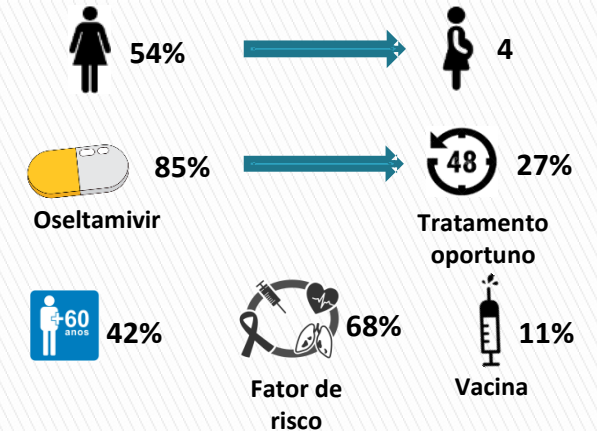 54%
4
85%
48
27%
Oseltamivir
Tratamento
oportuno
+60
anos
42%
68%
11%
Fator de
risco
Vacina